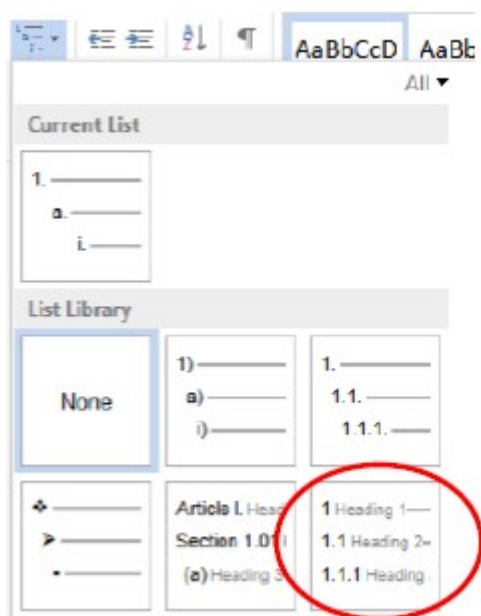 AaBbCcD AaBb
All
Current List
1.
a.
i.
List Library
None
1)
a)
i)
1.
1.1.
1.1.1.
Article I. Head
Section 1.01
(a) Heading 3
1 Heading 1
1.1 Heading 2
1.1.1 Heading